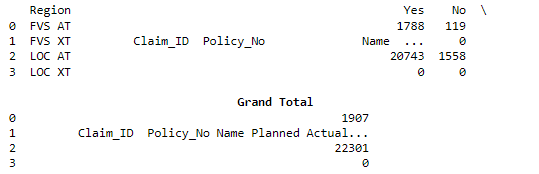 Region Yes No \
0 FVS AT 1788 119
1 FVS XT Claim_ID Policy_No Name ... 0
2 LOC AT 20743 1558
3 LOC XT 0 0
Grand Total
0 1907
1 Claim_ID Policy_No Name Planned Actual...
2 22301
3 0